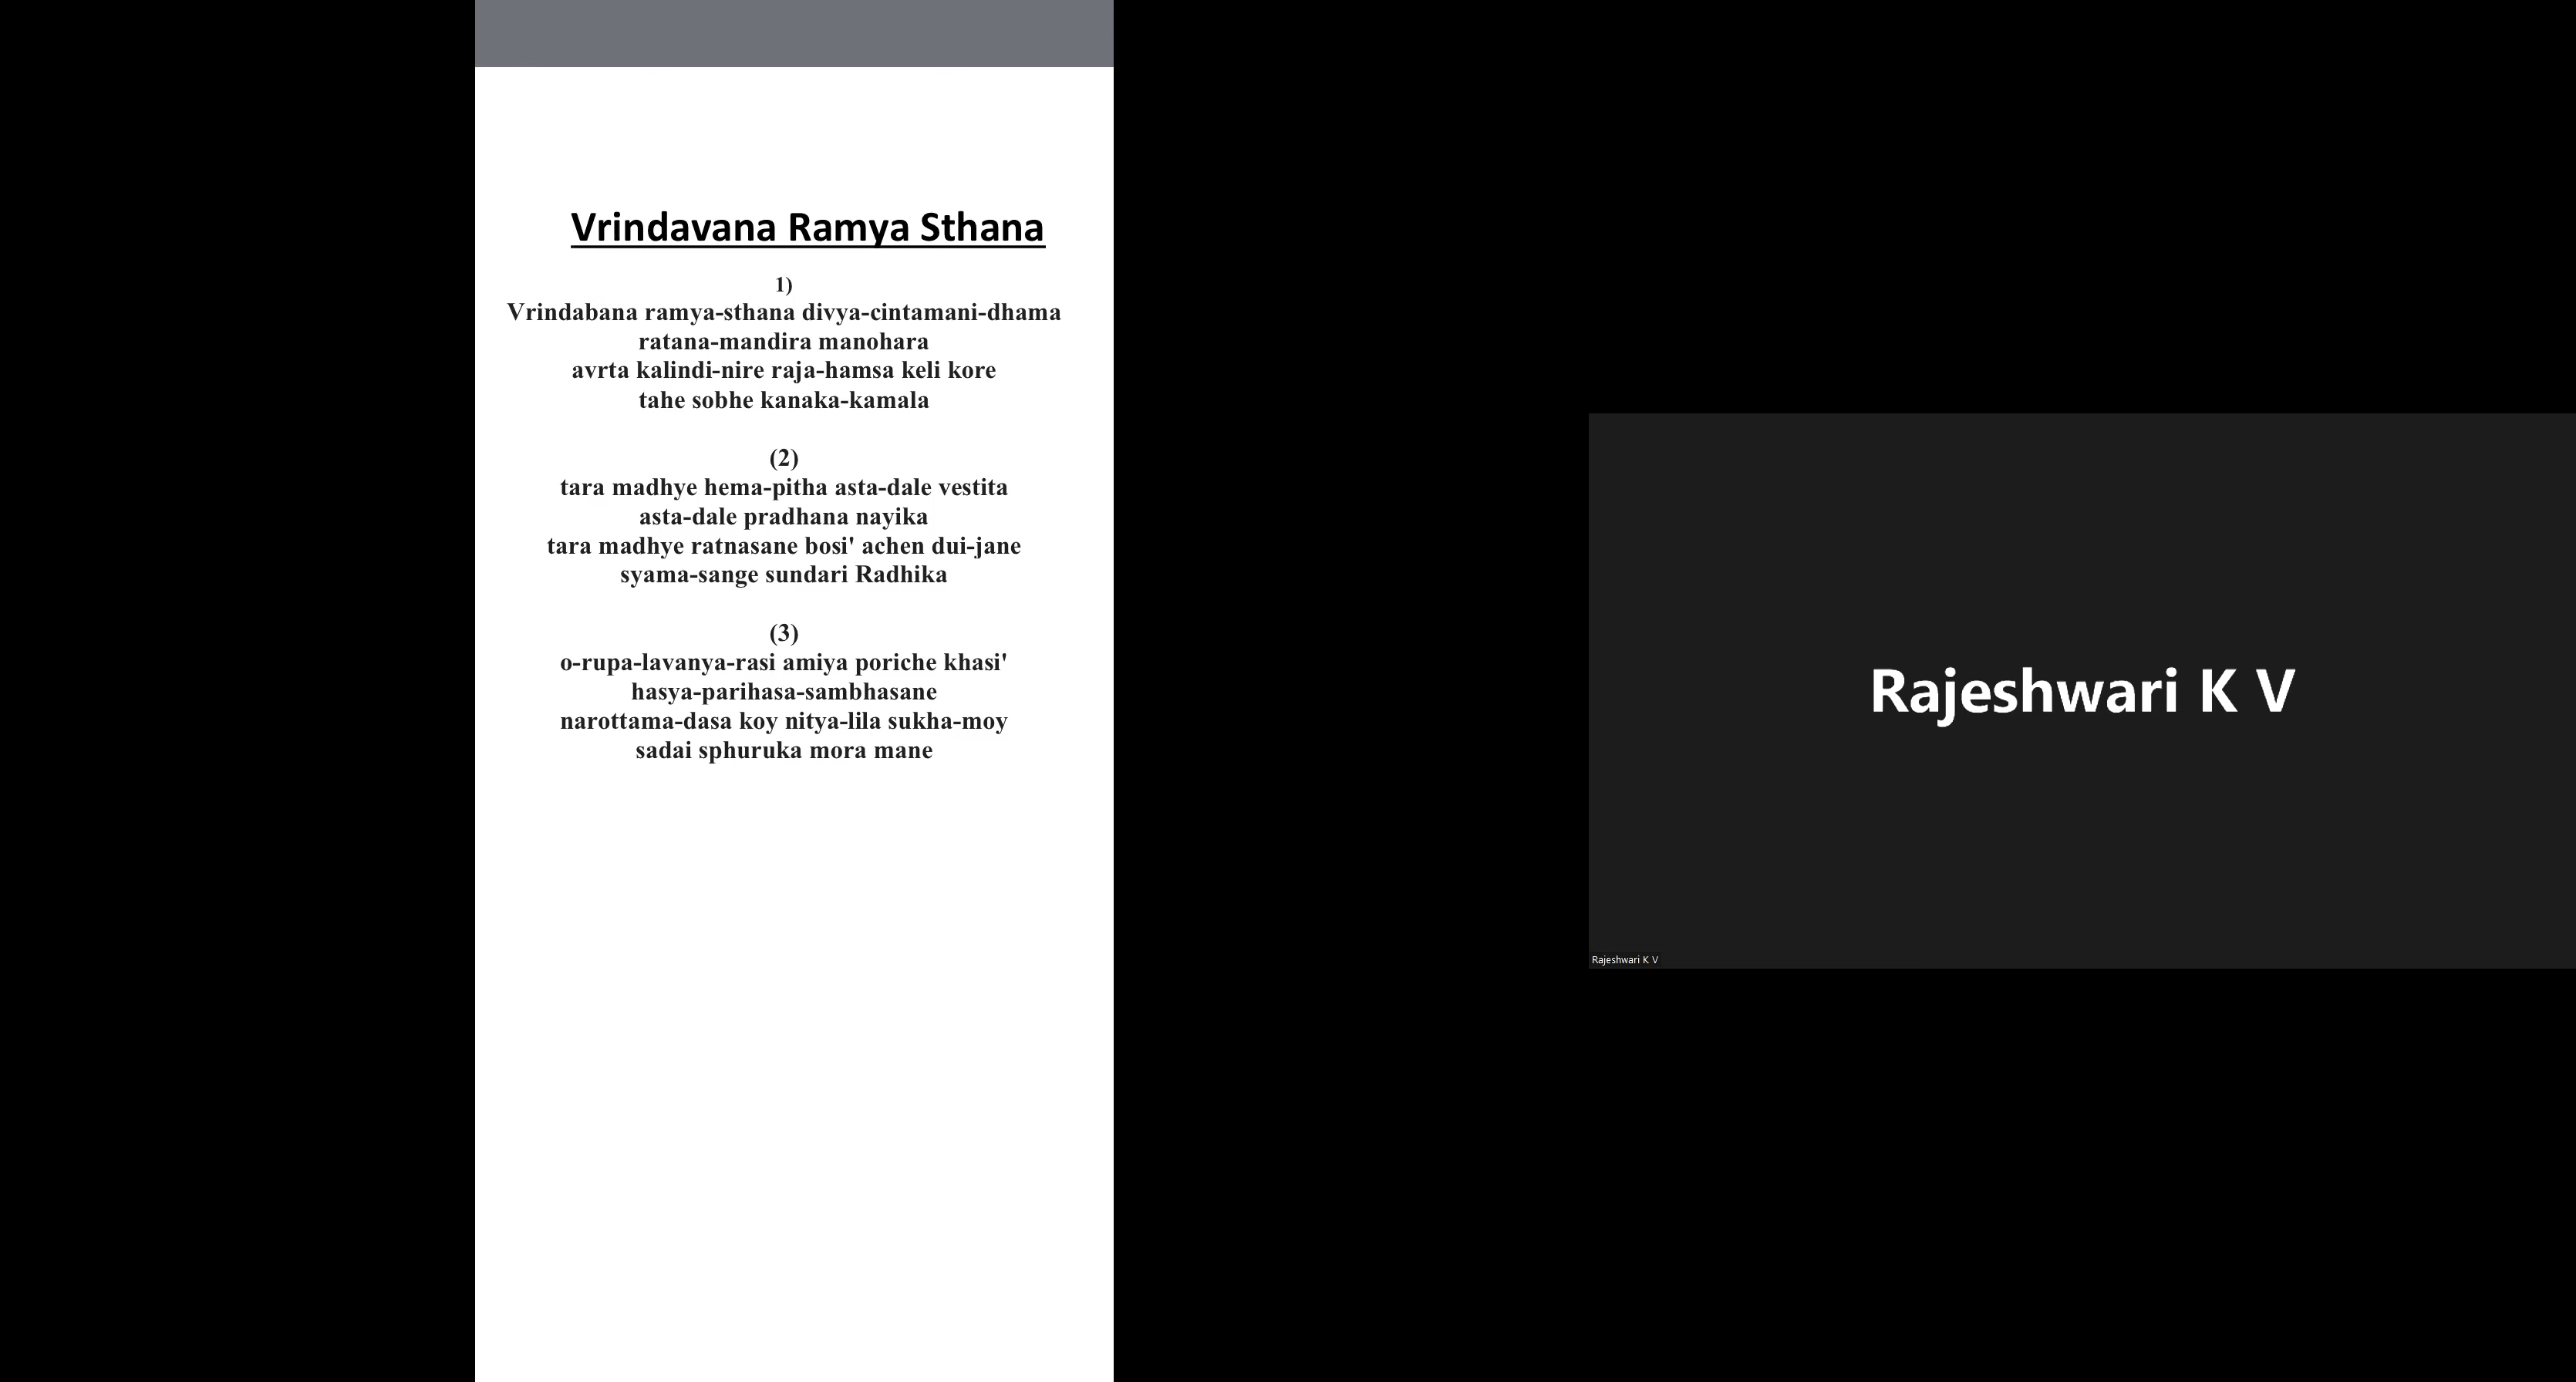 Vrindavana Ramya Sthana
1)
Vrindabana ramya-sthana divya-cintamani-dhama
ratana-mandira manohara
avrta kalindi-nire raja-hamsa keli kore
tahe sobhe kanaka-kamala
(2)
tara madhye hema-pitha asta-dale vestita
asta-dale pradhana nayika
tara madhye ratnasane bosi' achen dui-jane
syama-sange sundari Radhika
(3)
o-rupa-lavanya-rasi amiya poriche khasi'
hasya-parihasa-sambhasane
narottama-dasa koy nitya-lila sukha-moy
sadai sphuruka mora mane
Rajeshwari K V
Rajeshwari K V